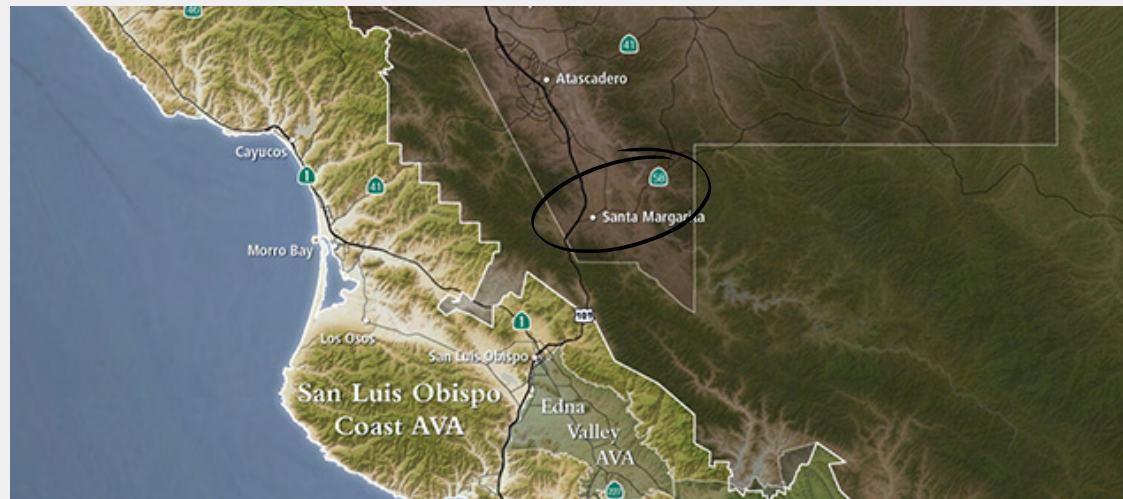 46
41
Atascadero
Cayucos
1
41
58
Santa Margarita
Morro Bay
101
1
Los Osos
San Luis Obispo
San Luis Obispo
Coast AVA
Edna
Valley
AVA
227